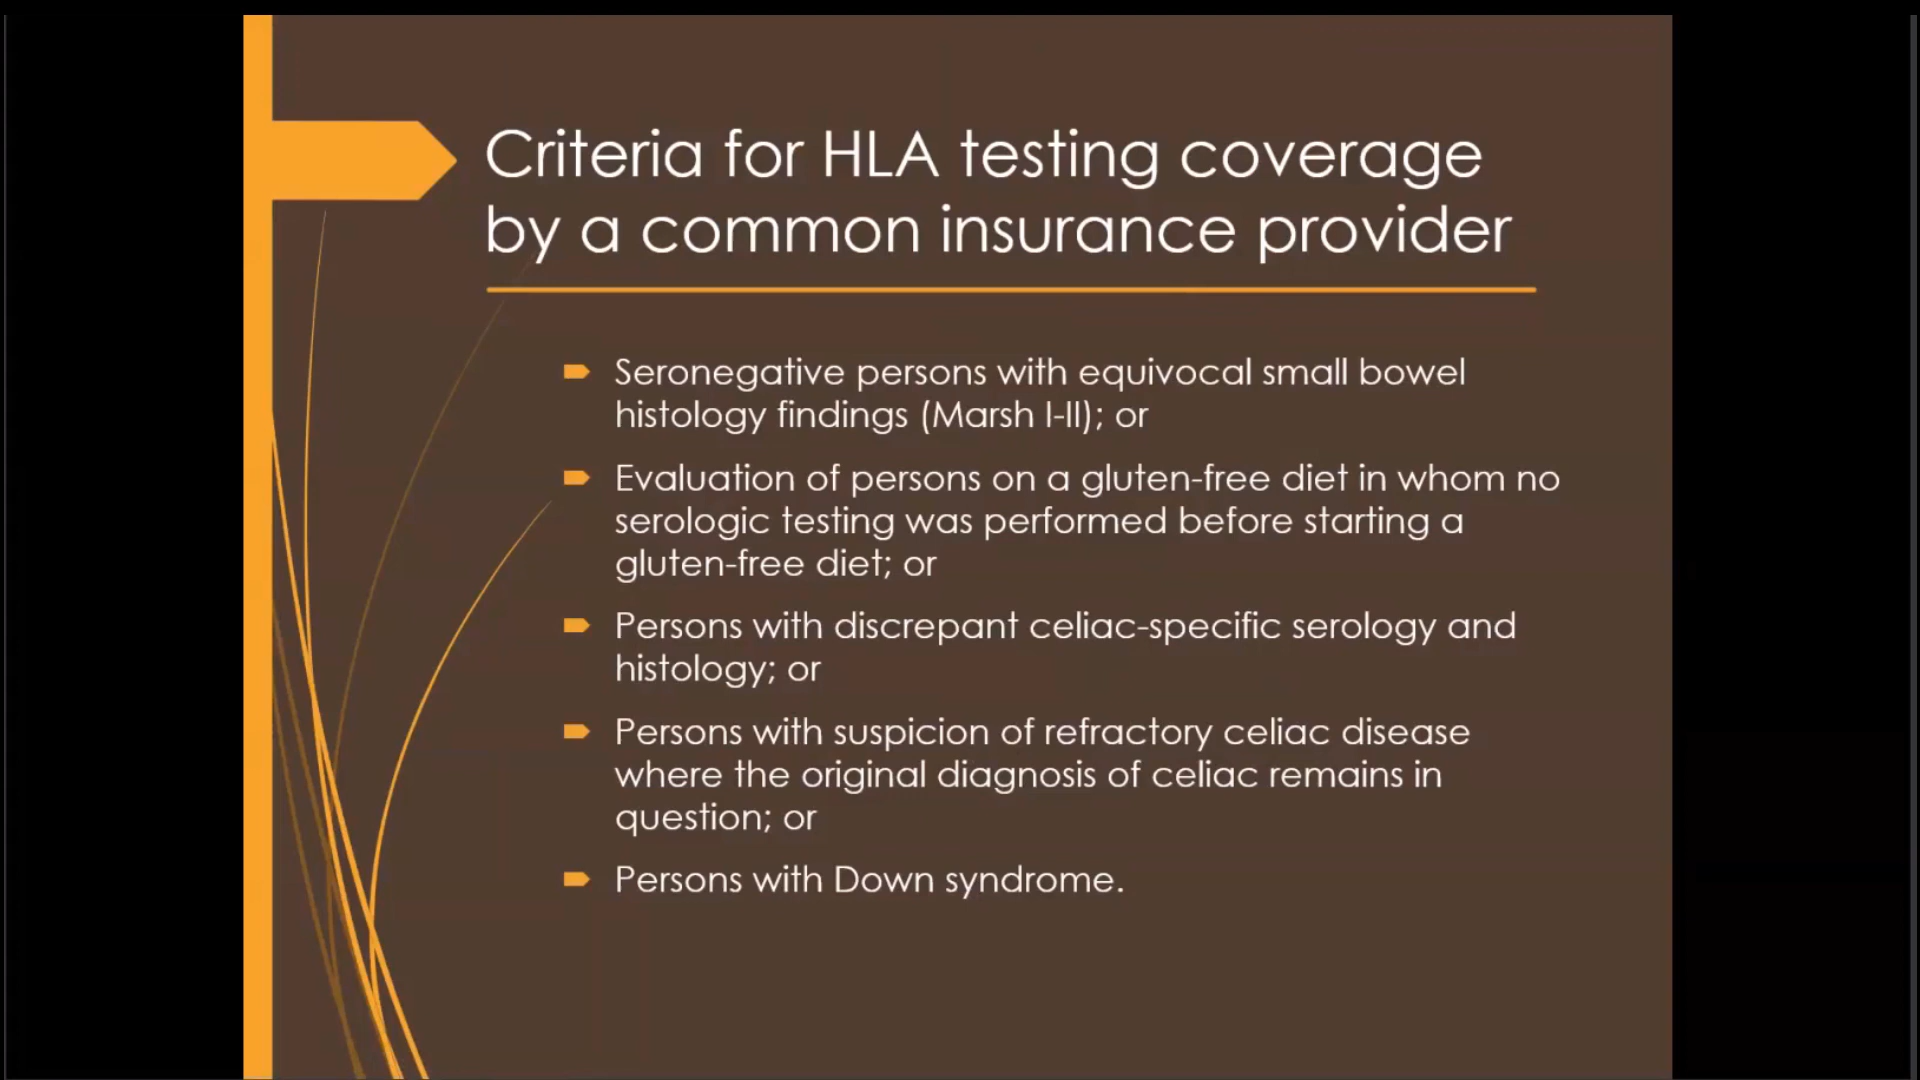 Criteria for HLA testing coverage
by a common insurance provider
Seronegative persons with equivocal small bowel
histology findings (Marsh I-II); or
Evaluation of persons on a gluten-free diet in whom no
serologic testing was performed before starting a
gluten-free diet; or
Persons with discrepant celiac-specific serology and
histology; or
Persons with suspicion of refractory celiac disease
where the original diagnosis of celiac remains in
question; or
Persons with Down syndrome.